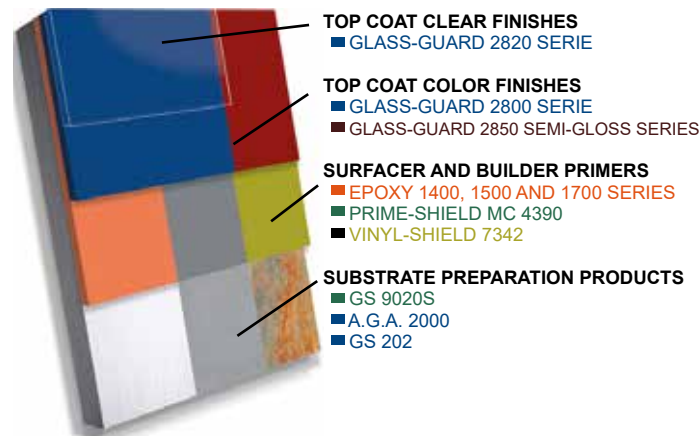 TOP COAT CLEAR FINISHES
GLASS-GUARD 2820 SERIE
TOP COAT COLOR FINISHES
GLASS-GUARD 2800 SERIE
GLASS-GUARD 2850 SEMI-GLOSS SERIES
SURFACER AND BUILDER PRIMERS
EPOXY 1400, 1500 AND 1700 SERIES
PRIME-SHIELD MC 4390
VINYL-SHIELD 7342
SUBSTRATE PREPARATION PRODUCTS
GS 9020S
A.G.A. 2000
GS 202